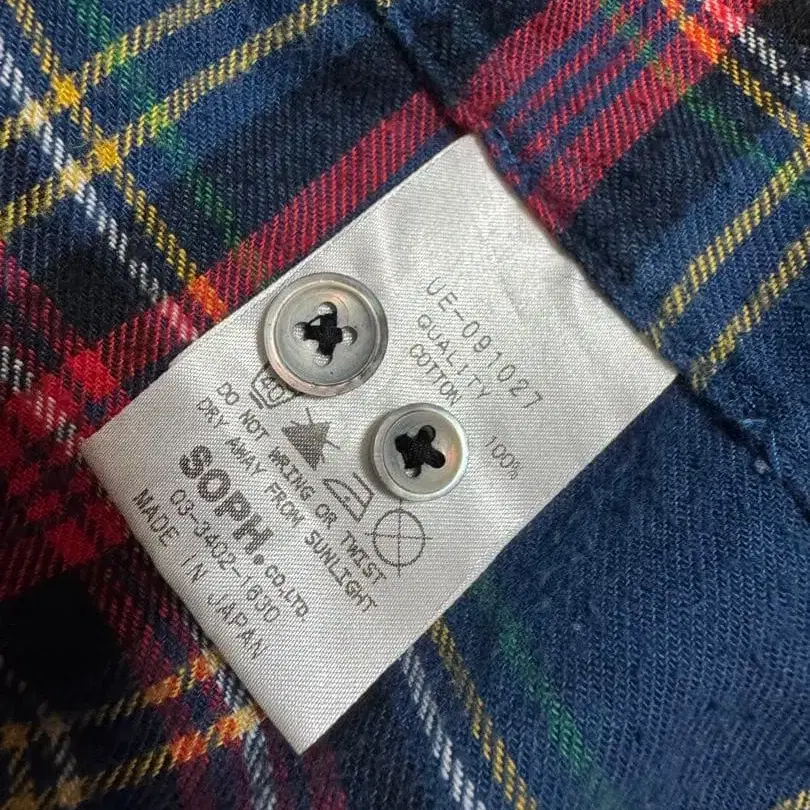 UE-091027
QUALITY
COTTON 100%
40
DO NOT WRING OR TWIST
DRY AWAY FROM SUNLIGHT
SOPH. CO.,LTD.
03-3402-1830
MADE IN JAPAN